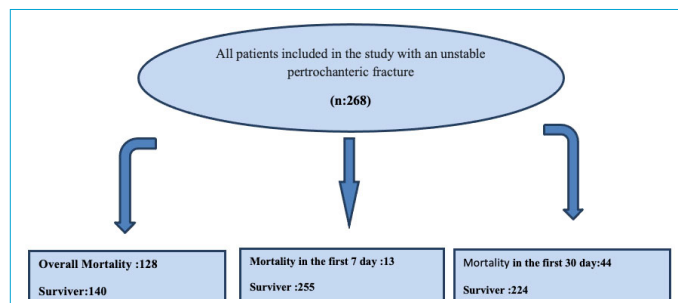 All patients included in the study with an unstable
pertrochanteric fracture
(n:268)
Overall Mortality :128
Surviver:140
Mortality in the first 7 day :13
Surviver :255
Mortality in the first 30 day:44
Surviver :224